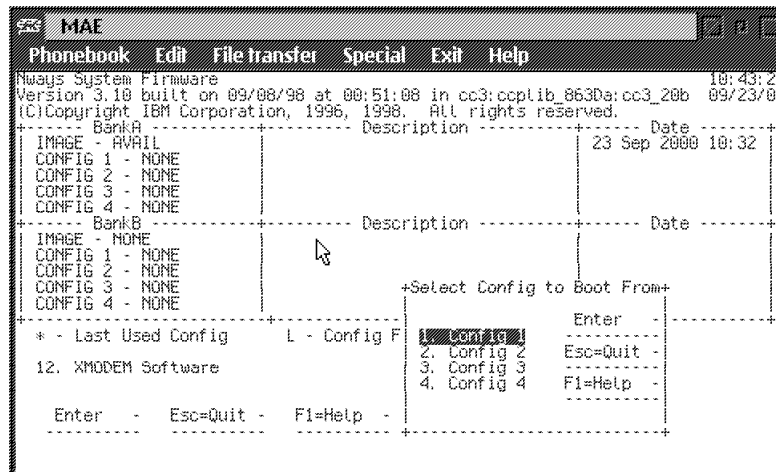 MAE
Phonebook Edit File transfer Special Exit Help
Nways System Firmware 10:43:2
Version 3.10 built on 09/08/98 at 00:51:08 in cc3:ccplib_863Da:cc3_20b 09/23/0
(C)Copyright IBM Corporation, 1996, 1998. All rights reserved.
+------ BankA ------------+--------- Description ----------+------- Date -------+
IMAGE - AVAIL 23 Sep 2000 10:32
CONFIG 1 - NONE
CONFIG 2 - NONE
CONFIG 3 - NONE
CONFIG 4 - NONE
+------ BankB ------------+--------- Description ----------+------- Date -------+
IMAGE - NONE
CONFIG 1 - NONE
CONFIG 2 - NONE
CONFIG 3 - NONE
CONFIG 4 - NONE
* - Last Used Config L - Config F
12. XMODEM Software
Enter - Esc=Quit - F1=Help -
+Select Config to Boot From+
Enter -
1. Config 1
2. Config 2 Esc=Quit -
3. Config 3
4. Config 4 F1=Help -